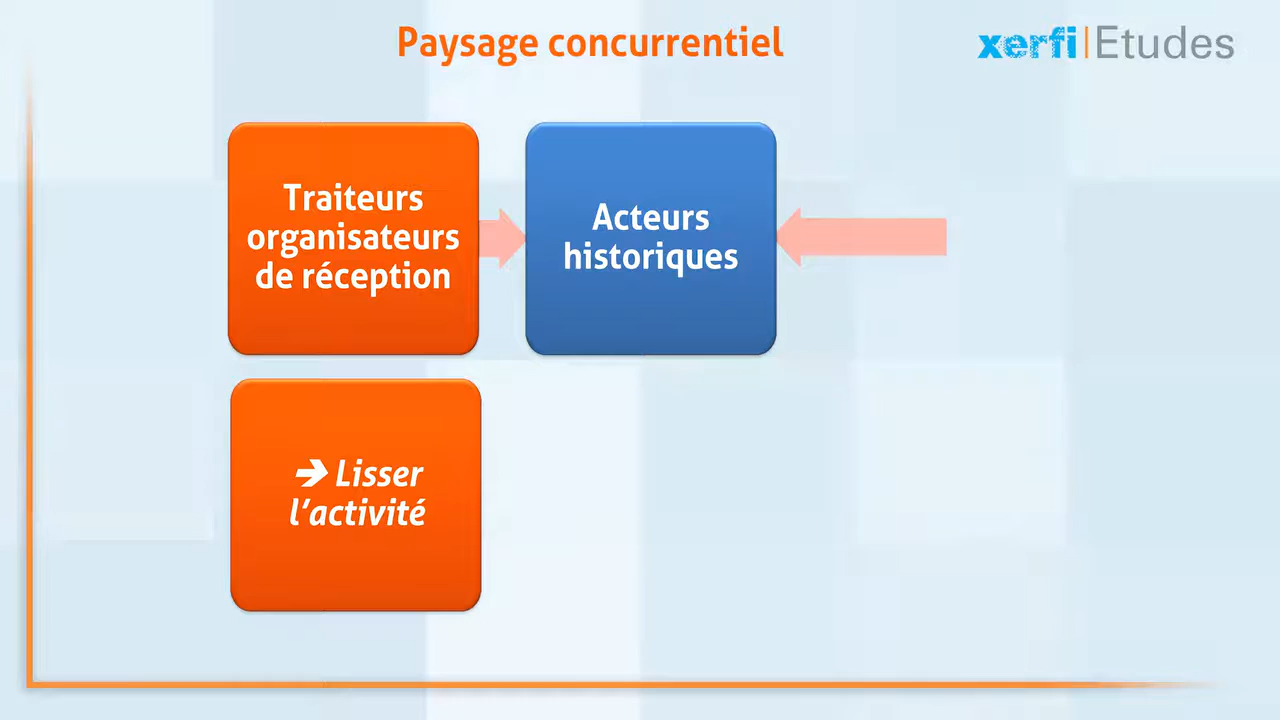 Paysage concurrentiel
xerfi | Etudes
Traiteurs
organisateurs
de réception
Acteurs
historiques
➔ Lisser
l’activité